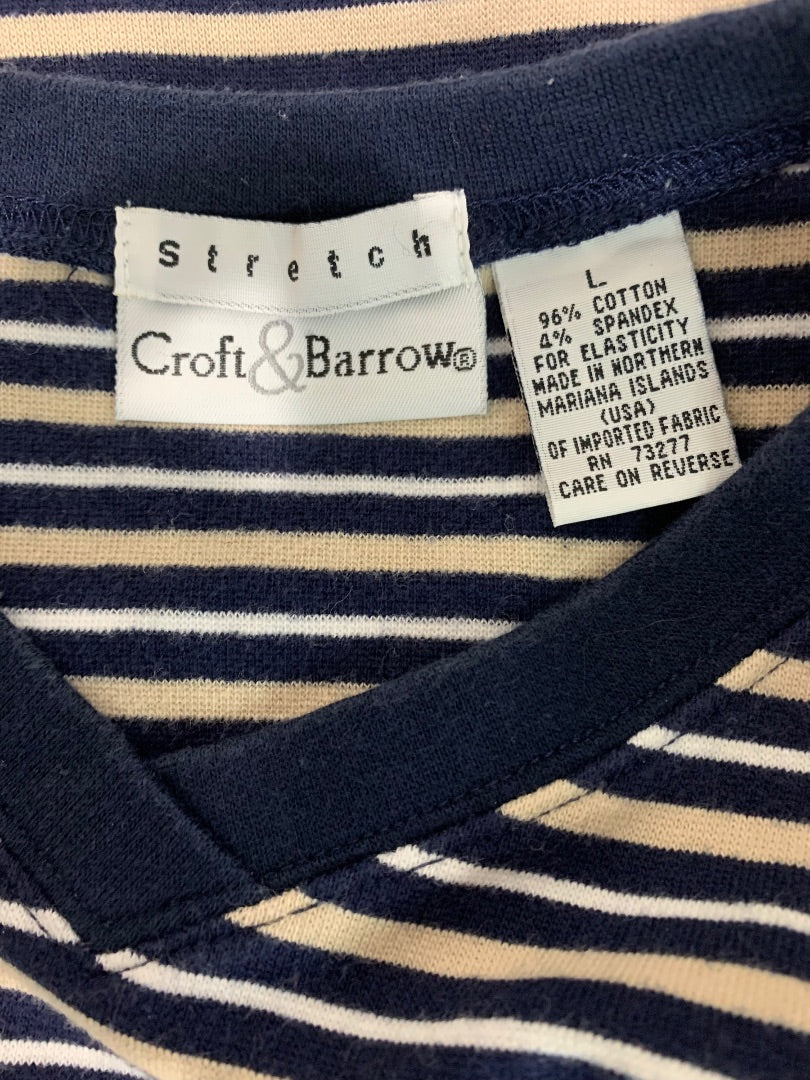 Stretch
Croft&Barrow®
L
96% COTTON
4% SPANDEX
FOR ELASTICITY
MADE IN NORTHERN
MARIANA ISLANDS
(USA)
OF IMPORTED FABRIC
RN 73277
CARE ON REVERSE